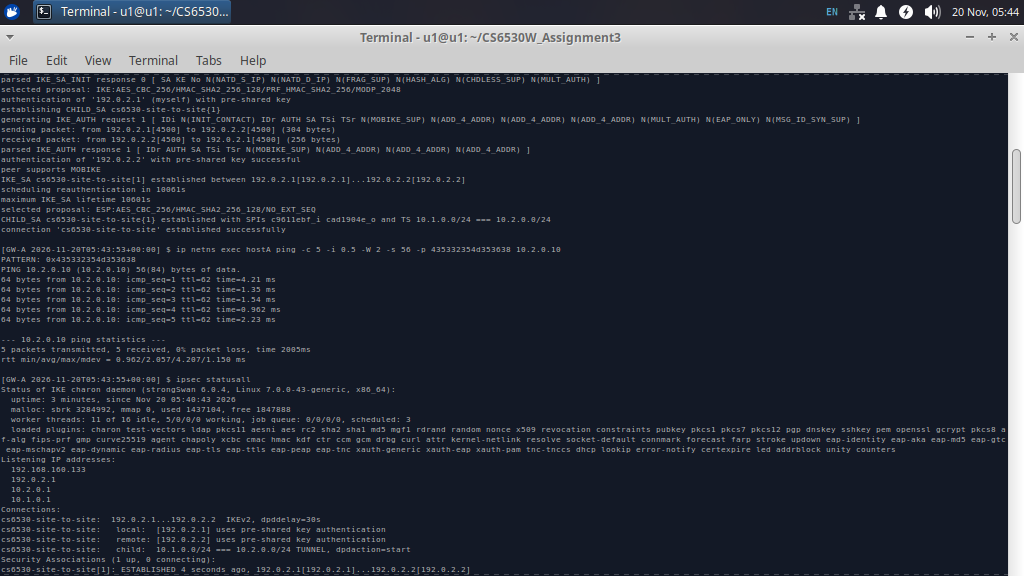 Terminal - u1@u1: ~/CS6530...
EN
20 Nov, 05:44
Terminal - u1@u1: ~/CS6530W_Assignment3
File Edit View Terminal Tabs Help
parsed IKE_SA_INIT response 0 [ SA KE No N(NATD_S_IP) N(NATD_D_IP) N(FRAG_SUP) N(HASH_ALG) N(CHDLESS_SUP) N(MULT_AUTH) ]
selected proposal: IKE:AES_CBC_256/HMAC_SHA2_256_128/PRF_HMAC_SHA2_256/MODP_2048
authentication of '192.0.2.1' (myself) with pre-shared key
establishing CHILD_SA cs6530-site-to-site{1}
generating IKE_AUTH request 1 [ IDi N(INIT_CONTACT) IDr AUTH SA TSi TSr N(MOBIKE_SUP) N(ADD_4_ADDR) N(ADD_4_ADDR) N(ADD_4_ADDR) N(MULT_AUTH) N(EAP_ONLY) N(MSG_ID_SYN_SUP) ]
sending packet: from 192.0.2.1[4500] to 192.0.2.2[4500] (304 bytes)
received packet: from 192.0.2.2[4500] to 192.0.2.1[4500] (256 bytes)
parsed IKE_AUTH response 1 [ IDr AUTH SA TSi TSr N(MOBIKE_SUP) N(ADD_4_ADDR) N(ADD_4_ADDR) N(ADD_4_ADDR) ]
authentication of '192.0.2.2' with pre-shared key successful
peer supports MOBIKE
IKE_SA cs6530-site-to-site[1] established between 192.0.2.1[192.0.2.1]...192.0.2.2[192.0.2.2]
scheduling reauthentication in 10061s
maximum IKE_SA lifetime 10601s
selected proposal: ESP:AES_CBC_256/HMAC_SHA2_256_128/NO_EXT_SEQ
CHILD_SA cs6530-site-to-site{1} established with SPIs c9611ebf_i cad1904e_o and TS 10.1.0.0/24 === 10.2.0.0/24
connection 'cs6530-site-to-site' established successfully
[GW-A 2026-11-20T05:43:53+00:00] $ ip netns exec hostA ping -c 5 -i 0.5 -W 2 -s 56 -p 435332354d353638 10.2.0.10
PATTERN: 0x435332354d353638
PING 10.2.0.10 (10.2.0.10) 56(84) bytes of data.
64 bytes from 10.2.0.10: icmp_seq=1 ttl=62 time=4.21 ms
64 bytes from 10.2.0.10: icmp_seq=2 ttl=62 time=1.35 ms
64 bytes from 10.2.0.10: icmp_seq=3 ttl=62 time=1.54 ms
64 bytes from 10.2.0.10: icmp_seq=4 ttl=62 time=0.962 ms
64 bytes from 10.2.0.10: icmp_seq=5 ttl=62 time=2.23 ms
--- 10.2.0.10 ping statistics ---
5 packets transmitted, 5 received, 0% packet loss, time 2005ms
rtt min/avg/max/mdev = 0.962/2.057/4.207/1.150 ms
[GW-A 2026-11-20T05:43:55+00:00] $ ipsec statusall
Status of IKE charon daemon (strongSwan 6.0.4, Linux 7.0.0-43-generic, x86_64):
uptime: 3 minutes, since Nov 20 05:40:43 2026
malloc: sbrk 3284992, mmap 0, used 1437104, free 1847888
worker threads: 11 of 16 idle, 5/0/0/0 working, job queue: 0/0/0/0, scheduled: 3
loaded plugins: charon test-vectors ldap pkcs11 aesni aes rc2 sha2 sha1 md5 mgf1 rdrand random nonce x509 revocation constraints pubkey pkcs1 pkcs7 pkcs12 pgp dnskey sshkey pem openssl gcrypt pkcs8 a
f-alg fips-prf gmp curve25519 agent chapoly xcbc cmac hmac kdf ctr ccm gcm drbg curl attr kernel-netlink resolve socket-default connmark forecast farp stroke updown eap-identity eap-aka eap-md5 eap-gtc
eap-mschapv2 eap-dynamic eap-radius eap-tls eap-ttls eap-peap eap-tnc xauth-generic xauth-eap xauth-pam tnc-tnccs dhcp lookip error-notify certexpire led addrblock unity counters
Listening IP addresses:
192.168.160.133
192.0.2.1
10.2.0.1
10.1.0.1
Connections:
cs6530-site-to-site: 192.0.2.1...192.0.2.2 IKEv2, dpddelay=30s
cs6530-site-to-site: local: [192.0.2.1] uses pre-shared key authentication
cs6530-site-to-site: remote: [192.0.2.2] uses pre-shared key authentication
cs6530-site-to-site: child: 10.1.0.0/24 === 10.2.0.0/24 TUNNEL, dpdaction=start
Security Associations (1 up, 0 connecting):
cs6530-site-to-site[1]: ESTABLISHED 4 seconds ago, 192.0.2.1[192.0.2.1]...192.0.2.2[192.0.2.2]